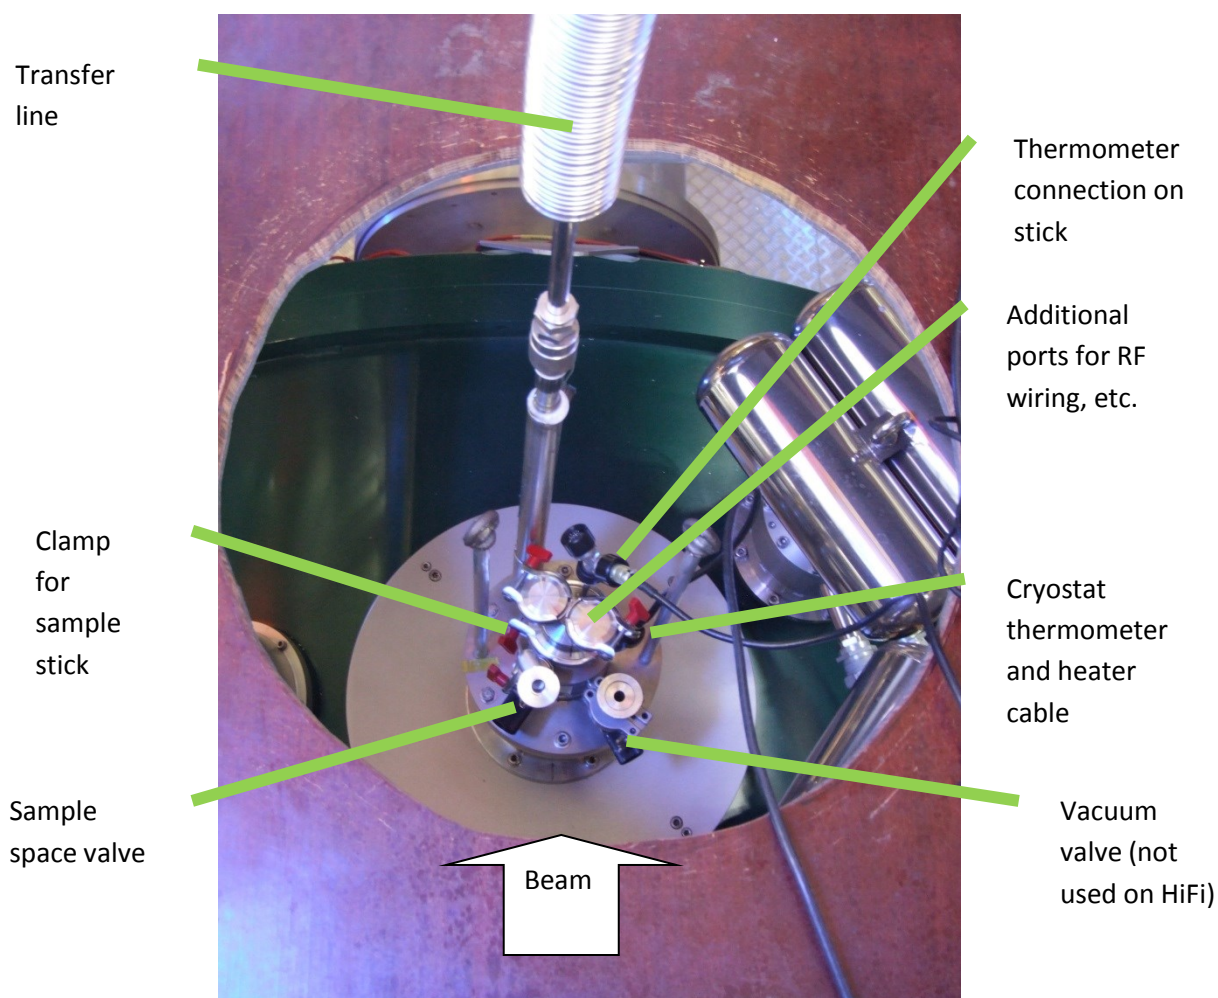 Transfer
line
Thermometer
connection on
stick
Additional
ports for RF
wiring, etc.
Clamp
for
sample
stick
Cryostat
thermometer
and heater
cable
Sample
space valve
Vacuum
valve (not
used on HiFi)
Beam